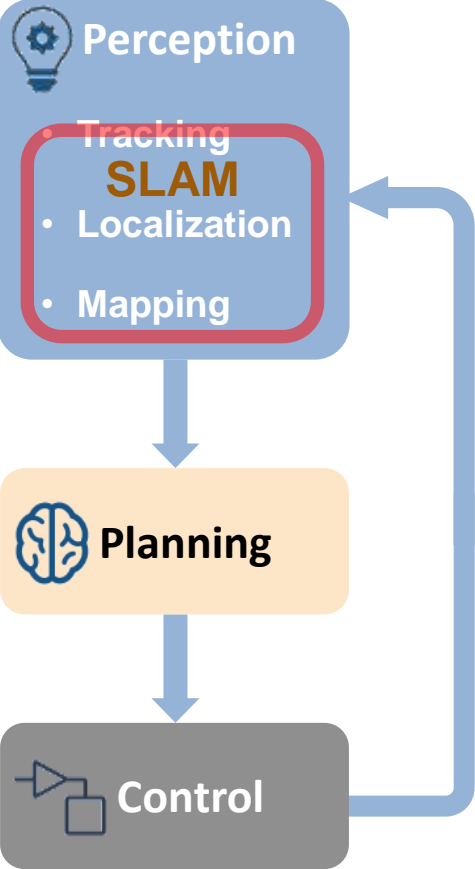 Perception
• Tracking
SLAM
• Localization
• Mapping
Planning
Control